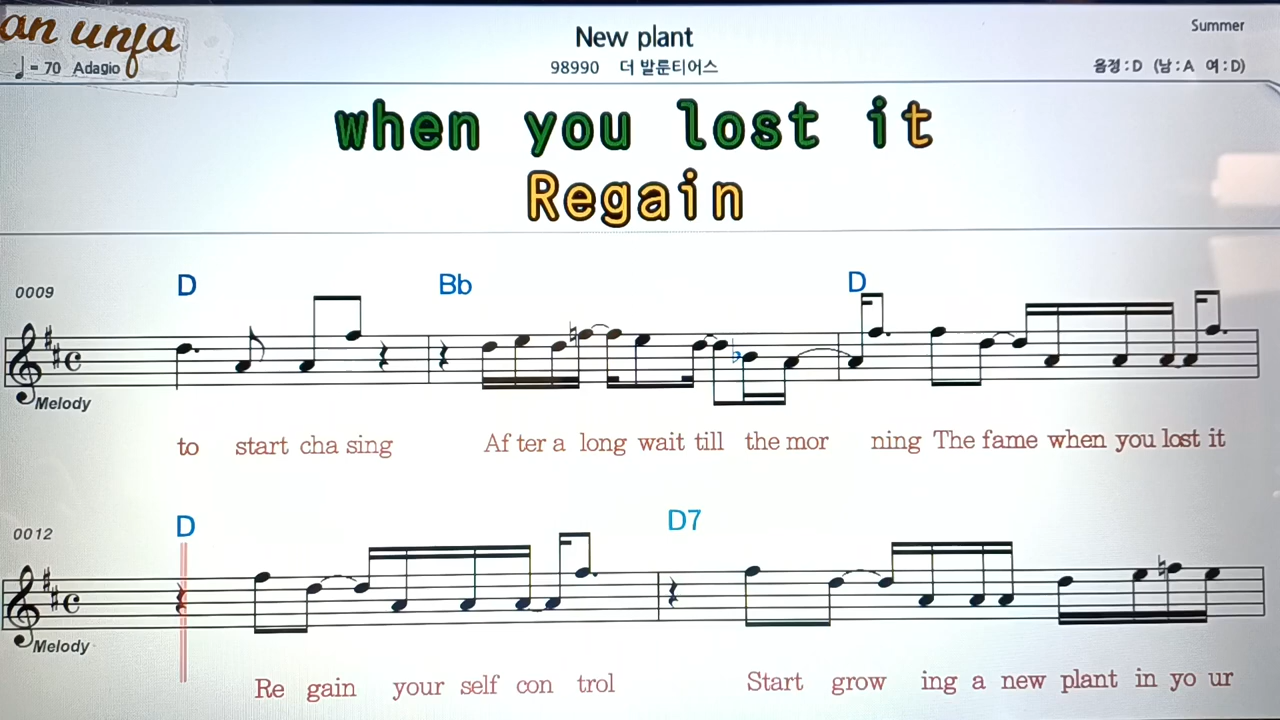 an unfa
New plant
Summer
♩= 70 Adagio
98990 더 발룬티어스
음정:D (남:A 여:D)
when you lost it
Regain
0009
D
Bb
D
Melody
to start cha sing Af ter a long wait till the mor ning The fame when you lost it
0012
D
D7
Melody
Re gain your self con trol Start grow ing a new plant in yo ur